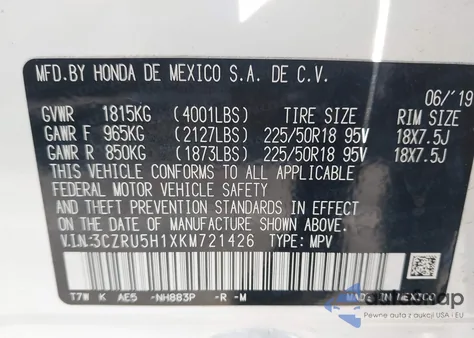 MFD.BY HONDA DE MEXICO S.A. DE C.V.
06/'19
GVWR 1815KG (4001LBS) TIRE SIZE RIM SIZE
GAWR F 965KG (2127LBS) 225/50R18 95V 18X7.5J
GAWR R 850KG (1873LBS) 225/50R18 95V 18X7.5J
THIS VEHICLE CONFORMS TO ALL APPLICABLE
FEDERAL MOTOR VEHICLE SAFETY
AND THEFT PREVENTION STANDARDS IN EFFECT
ON THE DATE OF MANUFACTURE SHOWN ABOVE.
V.I.N:3CZRU5H1XKM721426 TYPE: MPV
T7W K AE5 -NH883P -R -M MADE IN MEXICO
Pewne auta z aukcji USA - EU